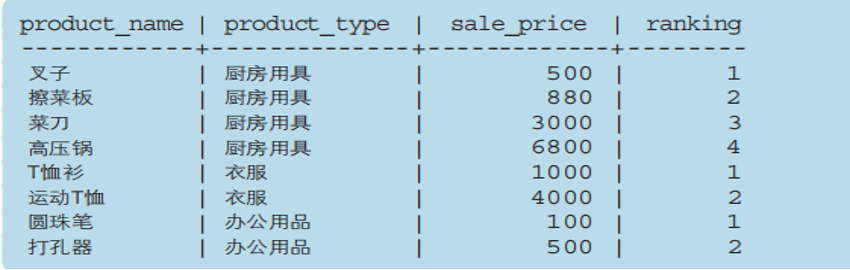 product_name | product_type | sale_price | ranking
------------+--------------+------------+--------
叉子 | 厨房用具 | 500 | 1
擦菜板 | 厨房用具 | 880 | 2
菜刀 | 厨房用具 | 3000 | 3
高压锅 | 厨房用具 | 6800 | 4
T恤衫 | 衣服 | 1000 | 1
运动T恤 | 衣服 | 4000 | 2
圆珠笔 | 办公用品 | 100 | 1
打孔器 | 办公用品 | 500 | 2